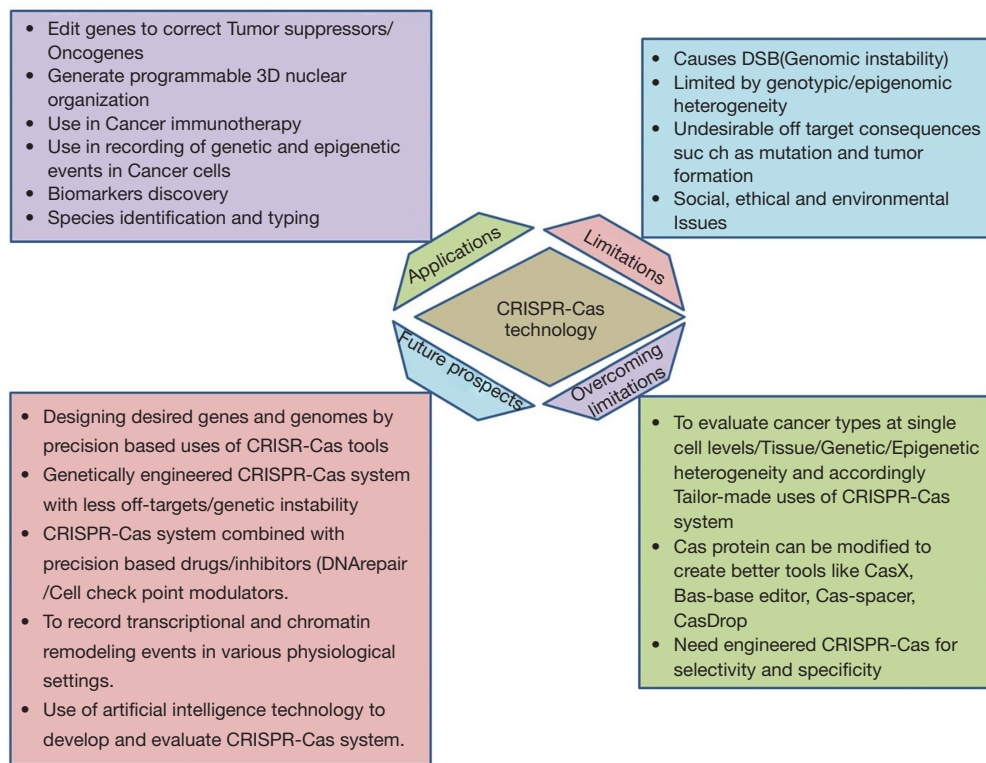 • Edit genes to correct Tumor suppressors/
Oncogenes
• Generate programmable 3D nuclear
organization
• Use in Cancer immunotherapy
• Use in recording of genetic and epigenetic
events in Cancer cells
• Biomarkers discovery
• Species identification and typing
• Causes DSB(Genomic instability)
• Limited by genotypic/epigenomic
heterogeneity
• Undesirable off target consequences
suc ch as mutation and tumor
formation
• Social, ethical and environmental
Issues
Applications
Limitations
CRISPR-Cas
technology
Future prospects
Overcoming
limitations
• Designing desired genes and genomes by
precision based uses of CRISR-Cas tools
• Genetically engineered CRISPR-Cas system
with less off-targets/genetic instability
• CRISPR-Cas system combined with
precision based drugs/inhibitors (DNArepair
/Cell check point modulators.
• To record transcriptional and chromatin
remodeling events in various physiological
settings.
• Use of artificial intelligence technology to
develop and evaluate CRISPR-Cas system.
• To evaluate cancer types at single
cell levels/Tissue/Genetic/Epigenetic
heterogeneity and accordingly
Tailor-made uses of CRISPR-Cas
system
• Cas protein can be modified to
create better tools like CasX,
Bas-base editor, Cas-spacer,
CasDrop
• Need engineered CRISPR-Cas for
selectivity and specificity